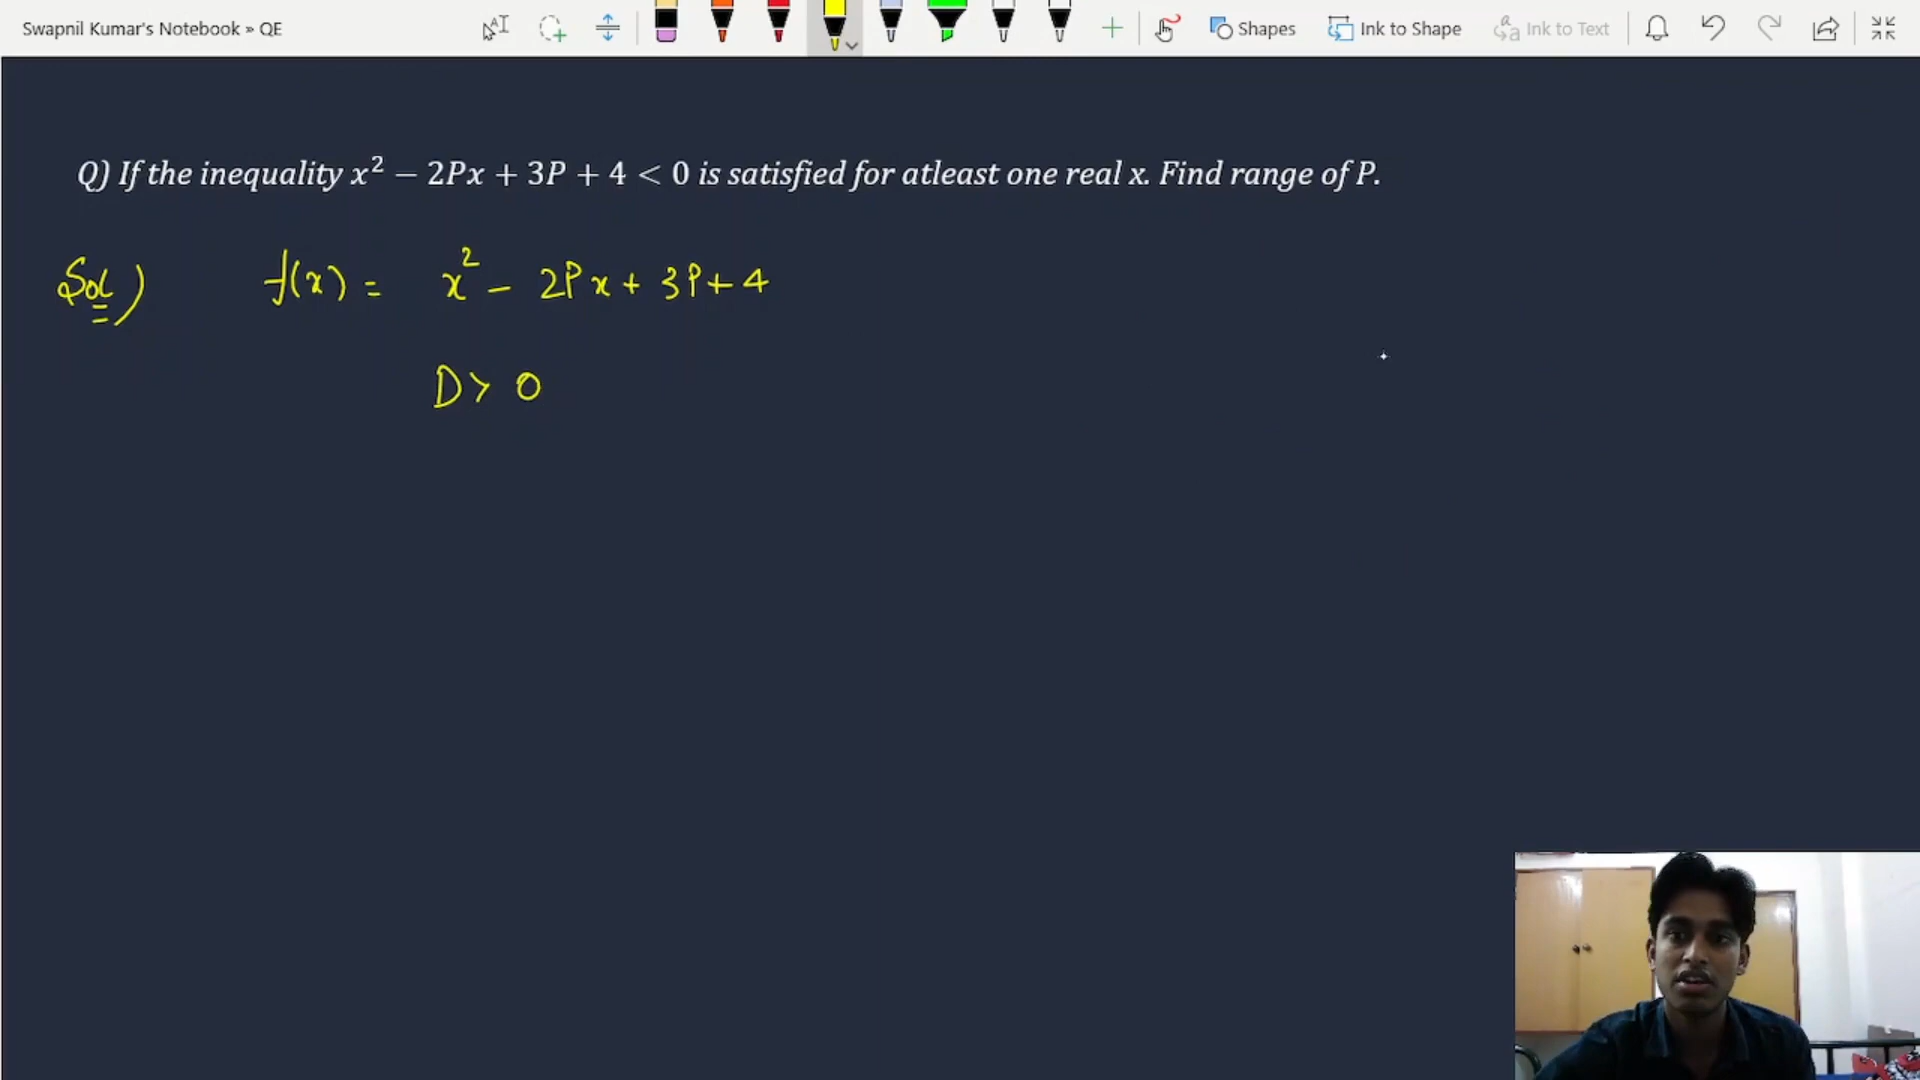 Swapnil Kumar's Notebook » QE
Shapes Ink to Shape Ink to Text
Q) If the inequality x² − 2Px + 3P + 4 < 0 is satisfied for atleast one real x. Find range of P.
Sol) f(x) = x² − 2Px + 3P + 4
D > 0